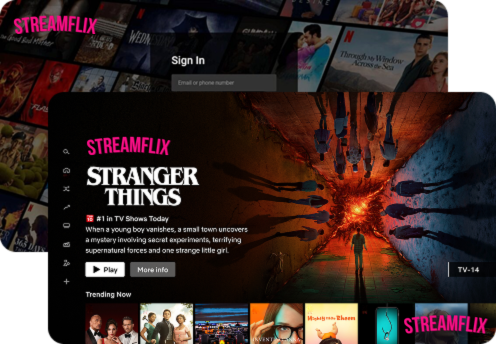 STREAMFLIX
Sign In
Email or phone number
Through My Window
Across the Sea
STREAMFLIX
STRANGER
THINGS
#1 in TV Shows Today
When a young boy vanishes, a small town uncovers
a mystery involving secret experiments, terrifying
supernatural forces and one strange little girl.
Play
More info
TV-14
Trending Now
STREAMFLIX